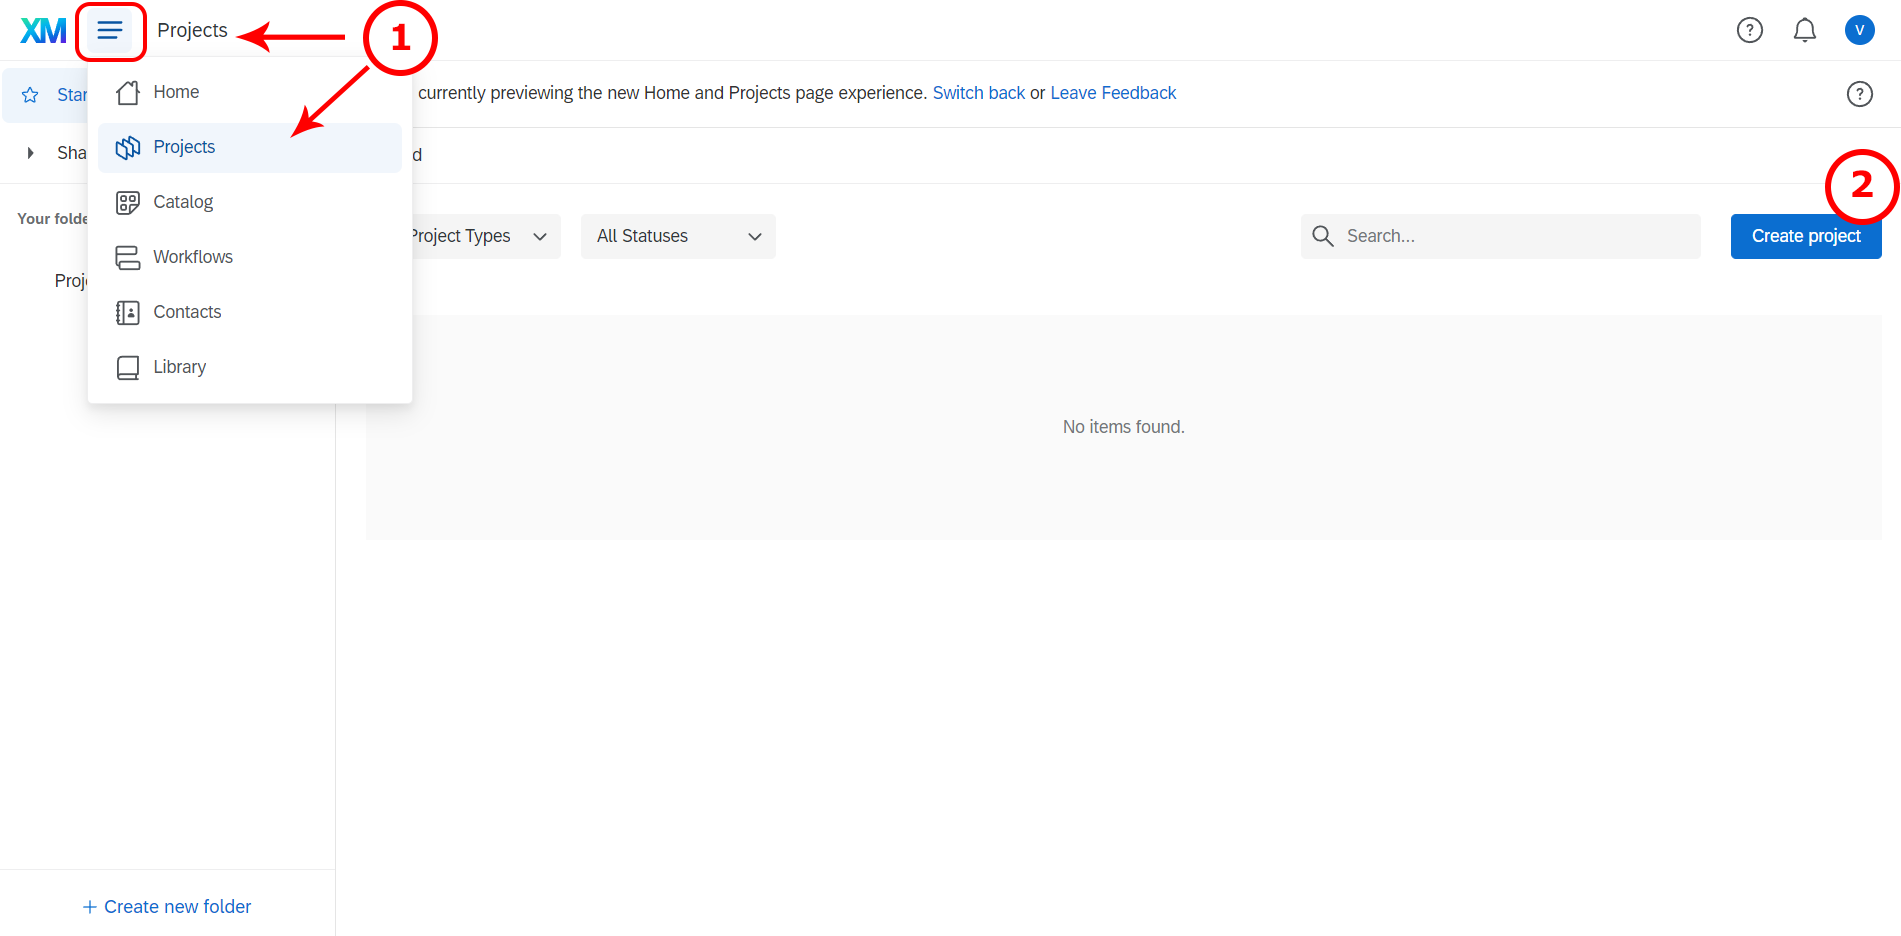 XM
Projects
1
V
Star
Home
currently previewing the new Home and Projects page experience. Switch back or Leave Feedback
?
?
Sha
Projects
d
2
Catalog
Your folde
Project Types
All Statuses
Search...
Create project
Workflows
Proje
Contacts
Library
No items found.
+ Create new folder